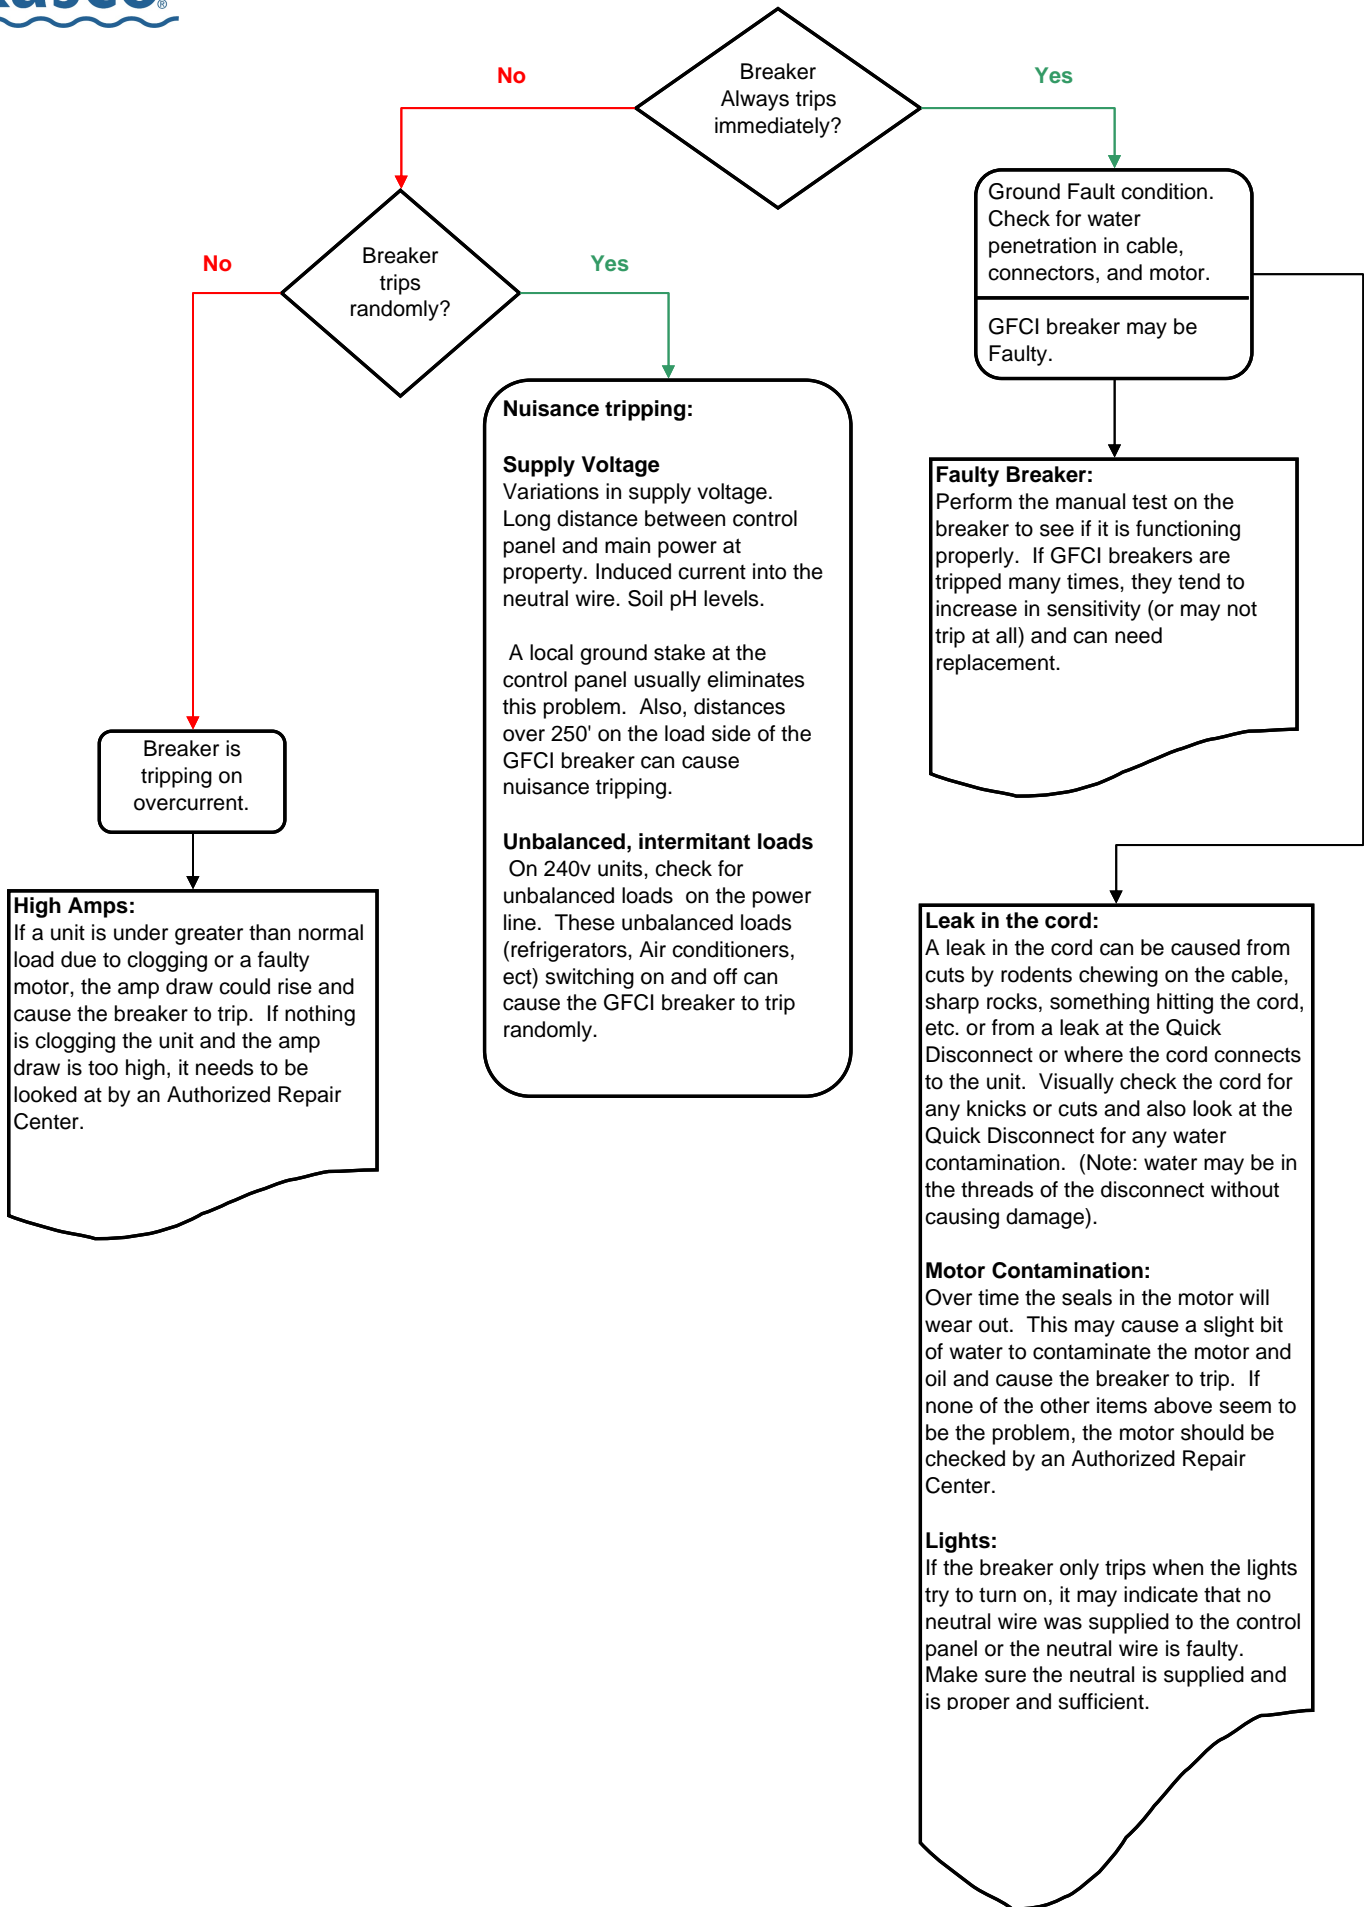 No
Breaker
Always trips
immediately?
Yes
Ground Fault condition.
Check for water
penetration in cable,
connectors, and motor.
GFCI breaker may be
Faulty.
No
Breaker
trips
randomly?
Yes
Nuisance tripping:
Supply Voltage
Variations in supply voltage.
Long distance between control
panel and main power at
property. Induced current into the
neutral wire. Soil pH levels.
A local ground stake at the
control panel usually eliminates
this problem.  Also, distances
over 250' on the load side of the
GFCI breaker can cause
nuisance tripping.
Unbalanced, intermitant loads
On 240v units, check for
unbalanced loads  on the power
line.  These unbalanced loads
(refrigerators, Air conditioners,
ect) switching on and off can
cause the GFCI breaker to trip
randomly.
Faulty Breaker:
Perform the manual test on the
breaker to see if it is functioning
properly.  If GFCI breakers are
tripped many times, they tend to
increase in sensitivity (or may not
trip at all) and can need
replacement.
Breaker is
tripping on
overcurrent.
High Amps:
If a unit is under greater than normal
load due to clogging or a faulty
motor, the amp draw could rise and
cause the breaker to trip.  If nothing
is clogging the unit and the amp
draw is too high, it needs to be
looked at by an Authorized Repair
Center.
Leak in the cord:
A leak in the cord can be caused from
cuts by rodents chewing on the cable,
sharp rocks, something hitting the cord,
etc. or from a leak at the Quick
Disconnect or where the cord connects
to the unit.  Visually check the cord for
any knicks or cuts and also look at the
Quick Disconnect for any water
contamination.  (Note: water may be in
the threads of the disconnect without
causing damage).
Motor Contamination:
Over time the seals in the motor will
wear out.  This may cause a slight bit
of water to contaminate the motor and
oil and cause the breaker to trip.  If
none of the other items above seem to
be the problem, the motor should be
checked by an Authorized Repair
Center.
Lights:
If the breaker only trips when the lights
try to turn on, it may indicate that no
neutral wire was supplied to the control
panel or the neutral wire is faulty.
Make sure the neutral is supplied and
is proper and sufficient.